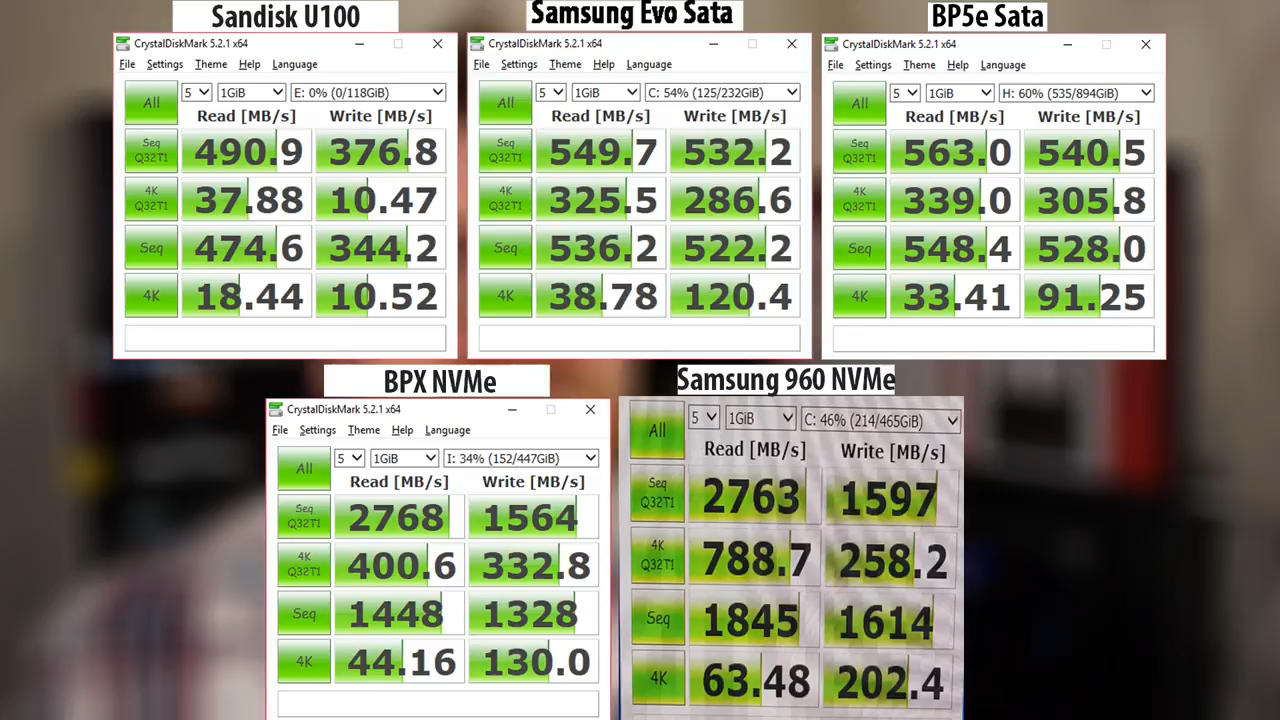 Sandisk U100
CrystalDiskMark 5.2.1 x64
File Settings Theme Help Language
All 5 1GiB E: 0% (0/118GiB)
Read [MB/s] Write [MB/s]
Seq Q32T1 490.9 376.8
4K Q32T1 37.88 10.47
Seq 474.6 344.2
4K 18.44 10.52
Samsung Evo Sata
CrystalDiskMark 5.2.1 x64
File Settings Theme Help Language
All 5 1GiB C: 54% (125/232GiB)
Read [MB/s] Write [MB/s]
Seq Q32T1 549.7 532.2
4K Q32T1 325.5 286.6
Seq 536.2 522.2
4K 38.78 120.4
BP5e Sata
CrystalDiskMark 5.2.1 x64
File Settings Theme Help Language
All 5 1GiB H: 60% (535/894GiB)
Read [MB/s] Write [MB/s]
Seq Q32T1 563.0 540.5
4K Q32T1 339.0 305.8
Seq 548.4 528.0
4K 33.41 91.25
BPX NVMe
CrystalDiskMark 5.2.1 x64
File Settings Theme Help Language
All 5 1GiB I: 34% (152/447GiB)
Read [MB/s] Write [MB/s]
Seq Q32T1 2768 1564
4K Q32T1 400.6 332.8
Seq 1448 1328
4K 44.16 130.0
Samsung 960 NVMe
All 5 1GiB C: 46% (214/465GiB)
Read [MB/s] Write [MB/s]
Seq Q32T1 2763 1597
4K Q32T1 788.7 258.2
Seq 1845 1614
4K 63.48 202.4